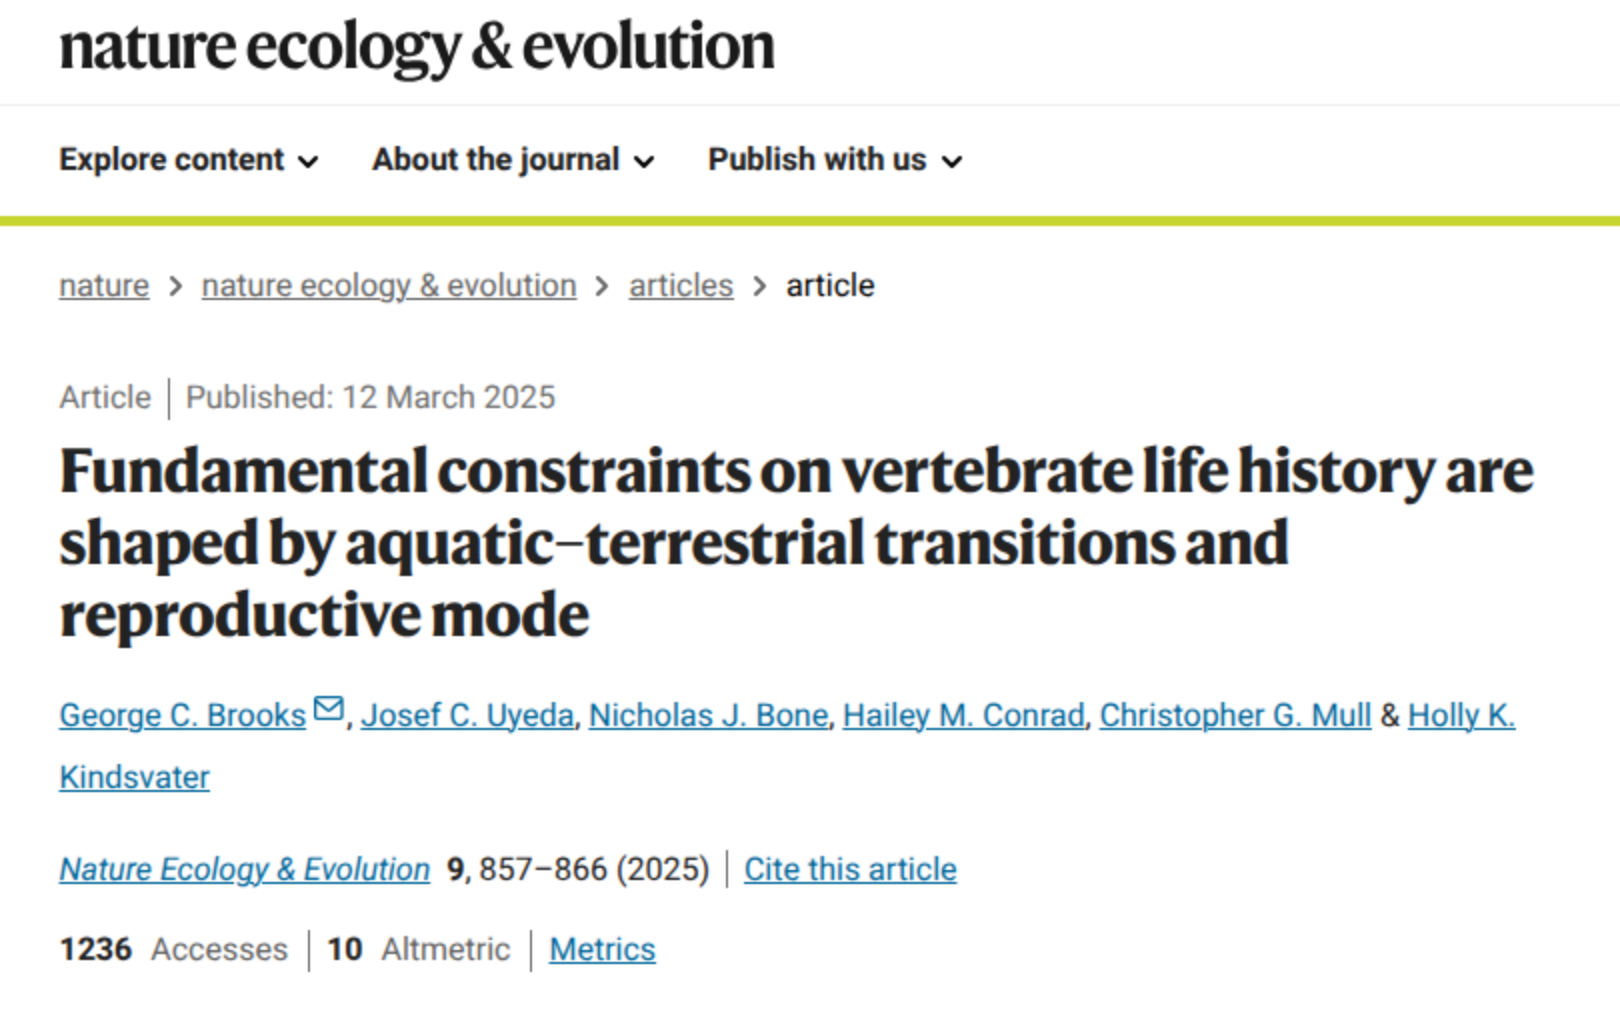 nature ecology & evolution
Explore content About the journal Publish with us
nature > nature ecology & evolution > articles > article
Article | Published: 12 March 2025
Fundamental constraints on vertebrate life history are
shaped by aquatic–terrestrial transitions and
reproductive mode
George C. Brooks, Josef C. Uyeda, Nicholas J. Bone, Hailey M. Conrad, Christopher G. Mull & Holly K.
Kindsvater
Nature Ecology & Evolution 9, 857–866 (2025) | Cite this article
1236 Accesses | 10 Altmetric | Metrics